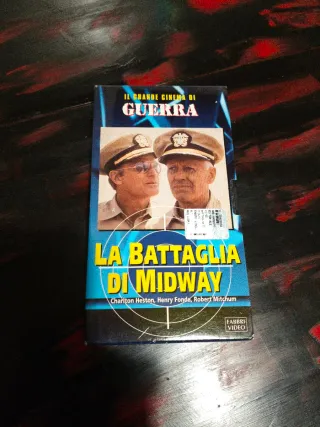 IL GRANDE CINEMA DI
GUERRA
LA BATTAGLIA
DI MIDWAY
Charlton Heston, Henry Fonda, Robert Mitchum
FABBRI
VIDEO